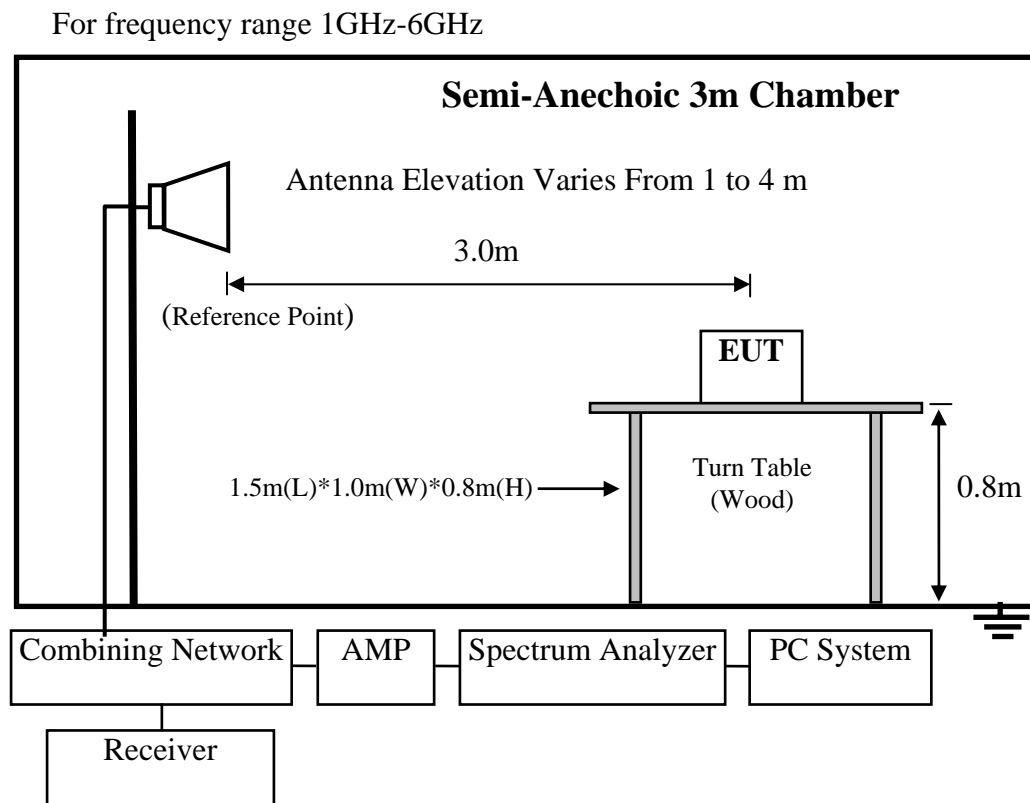 For frequency range 1GHz-6GHz
Semi-Anechoic 3m Chamber
Antenna Elevation Varies From 1 to 4 m
3.0m
(Reference Point)
EUT
1.5m(L)*1.0m(W)*0.8m(H)
Turn Table
(Wood)
0.8m
Combining Network
AMP
Spectrum Analyzer
PC System
Receiver